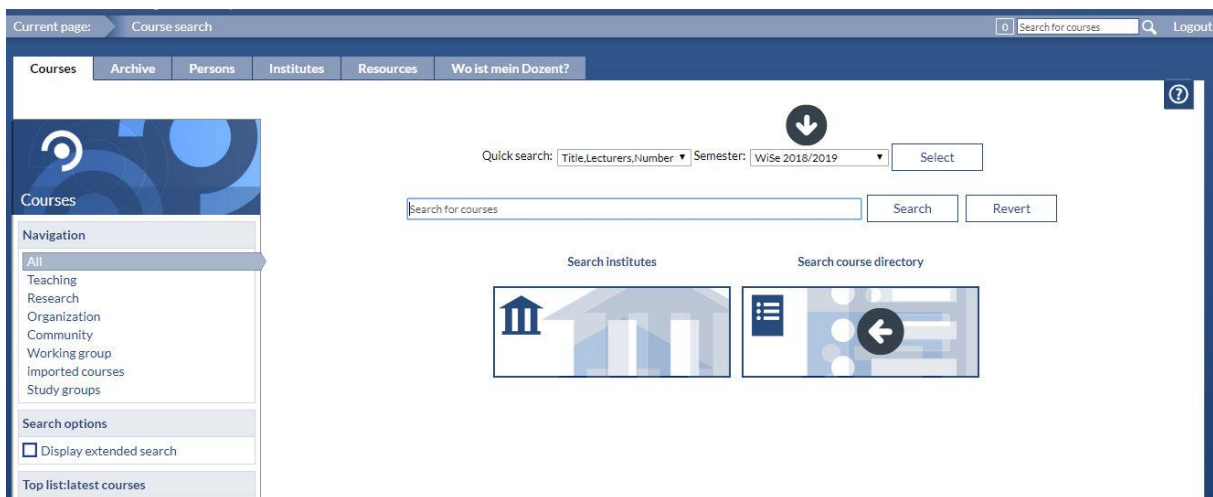 Current page: Course search 0 Search for courses Logout
Courses Archive Persons Institutes Resources Wo ist mein Dozent?
?
Quick search: Title,Lecturers,Number Semester: WiSe 2018/2019 Select
Courses
Search for courses Search Revert
Navigation
All
Teaching
Research
Organization
Community
Working group
imported courses
Study groups
Search institutes Search course directory
Search options
Display extended search
Top list:latest courses